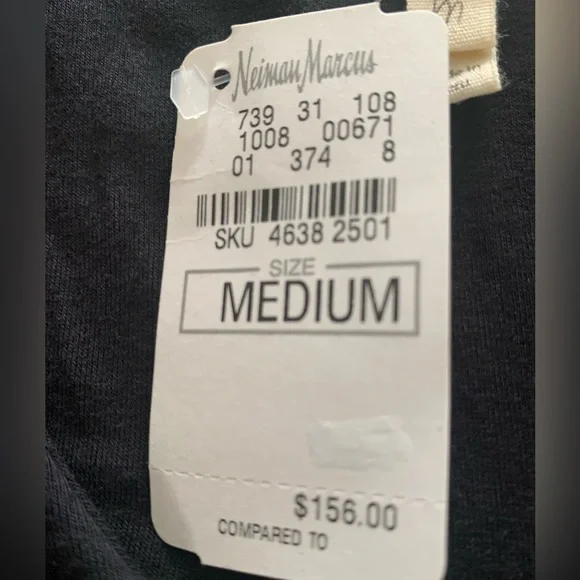 Neiman Marcus
739 31 108
1008 00671
01 374 8
SKU 4638 2501
SIZE
MEDIUM
$156.00
COMPARED TO